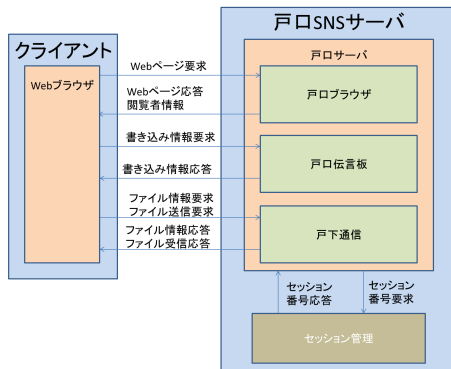 戸口SNSサーバ
クライアント
戸口サーバ
Webブラウザ
Webページ要求
戸口ブラウザ
Webページ応答
閲覧者情報
書き込み情報要求
戸口伝言板
書き込み情報応答
ファイル情報要求
ファイル送信要求
戸下通信
ファイル情報応答
ファイル受信応答
セッション
番号応答
セッション
番号要求
セッション管理